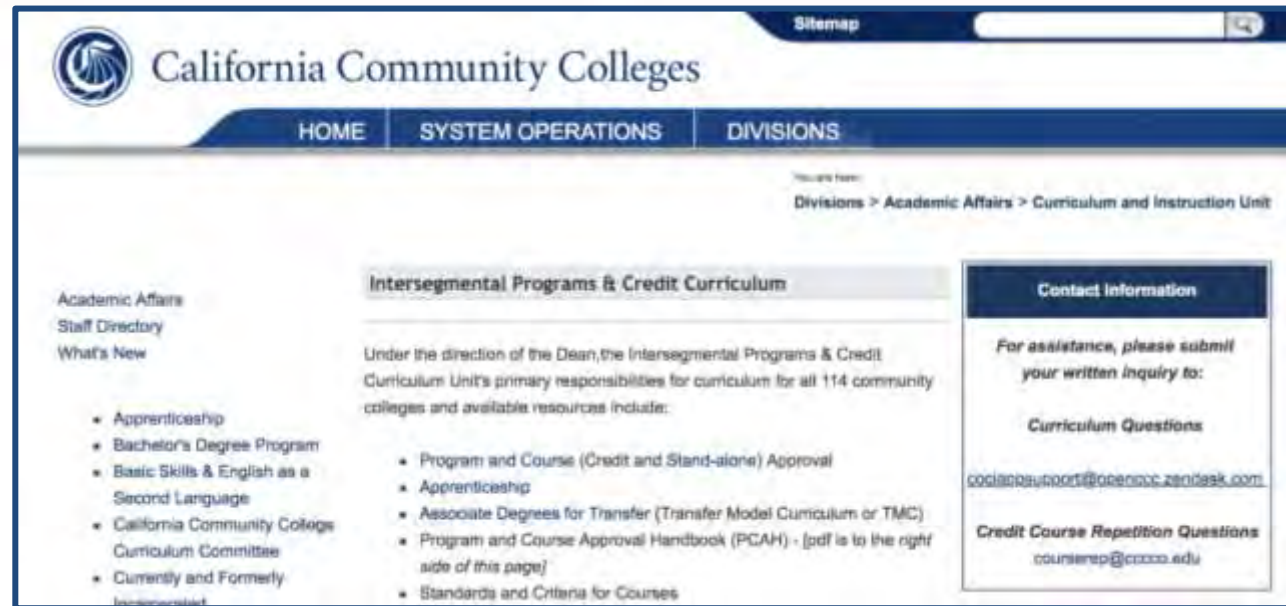 Sitemap
California Community Colleges
HOME SYSTEM OPERATIONS DIVISIONS
You are here:
Divisions > Academic Affairs > Curriculum and Instruction Unit
Academic Affairs
Staff Directory
What's New
• Apprenticeship
• Bachelor's Degree Program
• Basic Skills & English as a
Second Language
• California Community College
Curriculum Committee
• Currently and Formerly
Incarcerated
Intersegmental Programs & Credit Curriculum
Under the direction of the Dean,the Intersegmental Programs & Credit
Curriculum Unit's primary responsibilities for curriculum for all 114 community
colleges and available resources include:
• Program and Course (Credit and Stand-alone) Approval
• Apprenticeship
• Associate Degrees for Transfer (Transfer Model Curriculum or TMC)
• Program and Course Approval Handbook (PCAH) - [pdf is to the right
side of this page]
• Standards and Criteria for Courses
Contact Information
For assistance, please submit
your written inquiry to:
Curriculum Questions
Credit Course Repetition Questions
courserep@cccco.edu